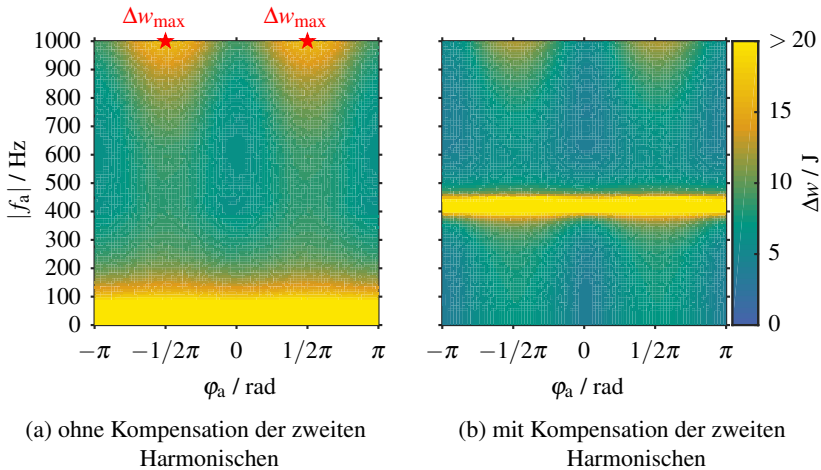 Δw_max Δw_max
1000
900
800
700
600
500
400
300
200
100
0
|f_a| / Hz
−π −1/2π 0 1/2π π
φ_a / rad
−π −1/2π 0 1/2π π
φ_a / rad
> 20
15
10
5
0
Δw / J
(a) ohne Kompensation der zweiten
Harmonischen
(b) mit Kompensation der zweiten
Harmonischen